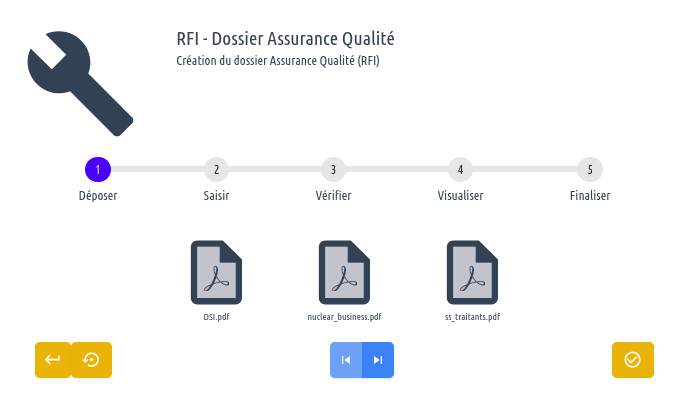 RFI - Dossier Assurance Qualité
Création du dossier Assurance Qualité (RFI)
1 2 3 4 5
Déposer Saisir Vérifier Visualiser Finaliser
DSI.pdf nuclear_business.pdf ss_traitants.pdf